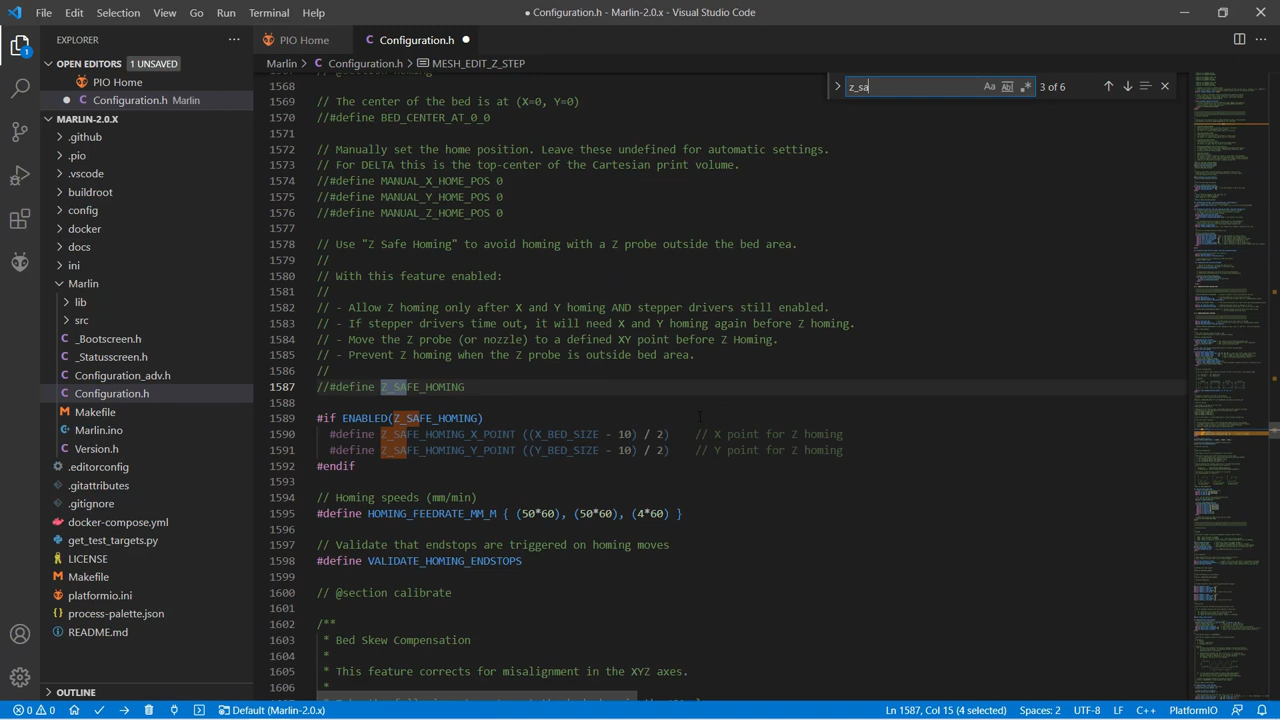 File Edit Selection View Go Run Terminal Help
● Configuration.h - Marlin-2.0.x - Visual Studio Code
EXPLORER
OPEN EDITORS 1 UNSAVED
PIO Home
Configuration.h Marlin
MARLIN-2.0.X
.github
.pio
.vscode
buildroot
config
docker
docs
ini
Marlin
lib
src
_Bootscreen.h
_Statusscreen.h
Configuration_adv.h
Configuration.h
Makefile
Marlin.ino
Version.h
.editorconfig
.gitattributes
.gitignore
docker-compose.yml
get_test_targets.py
LICENSE
Makefile
platformio.ini
process-palette.json
README.md
OUTLINE
PIO Home Configuration.h
Marlin > Configuration.h > MESH_EDIT_Z_STEP
z_sa Aa 3 of 6
1568
1569 // The center of the bed is at (X=0, Y=0)
1570 //#define BED_CENTER_AT_0_0
1571
1572 // Manually set the home position. Leave these undefined for automatic settings.
1573 // For DELTA this is the top-center of the Cartesian print volume.
1574 //#define MANUAL_X_HOME_POS 0
1575 //#define MANUAL_Y_HOME_POS 0
1576 //#define MANUAL_Z_HOME_POS 0
1577
1578 // Use "Z Safe Homing" to avoid homing with a Z probe outside the bed area.
1579 //
1580 // With this feature enabled:
1581 //
1582 // - Allow Z homing only after X and Y homing AND stepper drivers still enabled.
1583 // - If stepper drivers time out, it will need X and Y homing again before Z homing.
1584 // - Move the Z probe (or nozzle) to a defined XY point before Z Homing.
1585 // - Prevent Z homing when the Z probe is outside bed area.
1586 //
1587 //#define Z_SAFE_HOMING
1588
1589 #if ENABLED(Z_SAFE_HOMING)
1590 #define Z_SAFE_HOMING_X_POINT ((X_BED_SIZE - 10) / 2) // X point for Z homing
1591 #define Z_SAFE_HOMING_Y_POINT ((Y_BED_SIZE - 10) / 2) // Y point for Z homing
1592 #endif
1593
1594 // Homing speeds (mm/min)
1595 #define HOMING_FEEDRATE_MM_M { (50*60), (50*60), (4*60) }
1596
1597 // Validate that endstops are triggered on homing moves
1598 #define VALIDATE_HOMING_ENDSTOPS
1599
1600 // @section calibrate
1601
1602 /**
1603 * Bed Skew Compensation
1604 *
1605 * This feature corrects for misalignment in the XYZ axes.
1606 *
0 0 Default (Marlin-2.0.x) Ln 1587, Col 15 (4 selected) Spaces: 2 UTF-8 LF C++ PlatformIO